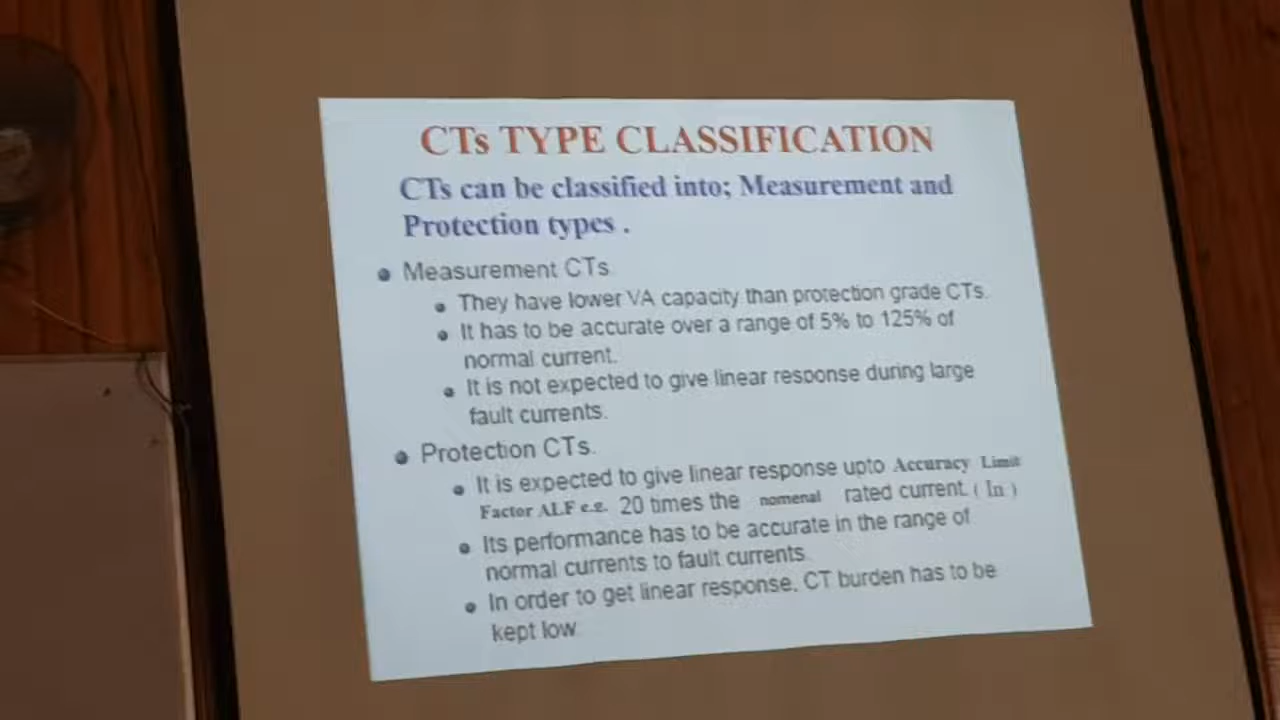 CTs TYPE CLASSIFICATION
CTs can be classified into; Measurement and
Protection types .
Measurement CTs.
They have lower VA capacity than protection grade CTs.
It has to be accurate over a range of 5% to 125% of
normal current.
It is not expected to give linear response during large
fault currents.
Protection CTs.
It is expected to give linear response upto Accuracy Limit
Factor ALF e.g. 20 times the nomenal rated current. ( In )
Its performance has to be accurate in the range of
normal currents to fault currents.
In order to get linear response, CT burden has to be
kept low.